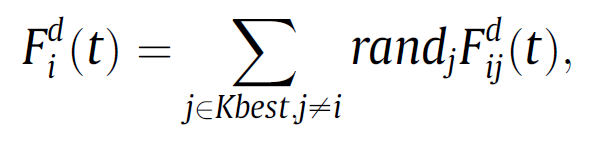 $F_i^d(t) = \sum_{j \in Kbest, j \neq i} rand_j F_{ij}^d(t),$